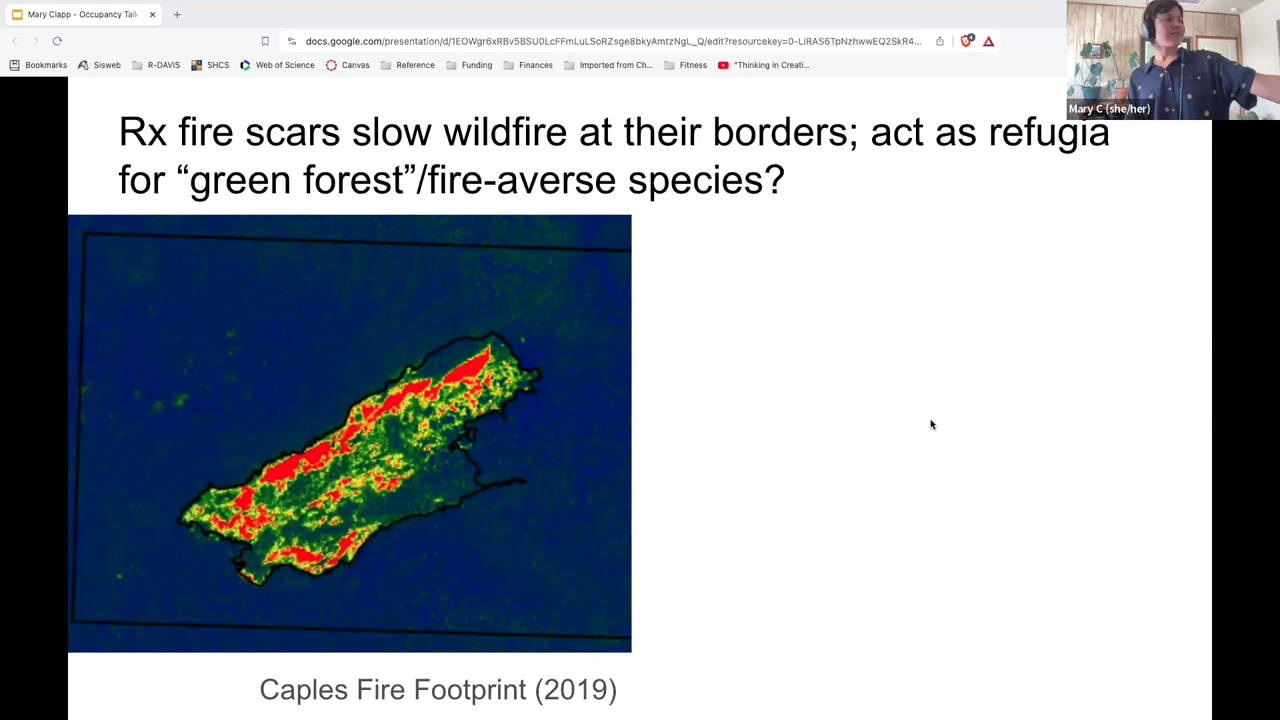 Mary Clapp - Occupancy Talk
docs.google.com/presentation/d/1EOWgr6xRBv5BSU0LcFFmLuLSoRZsge8bkyAmtzNgL_Q/edit?resourcekey=0-LiRAS6TpNzhwwEQ2SkR4...
Bookmarks Sisweb R-DAVIS SHCS Web of Science Canvas Reference Funding Finances Imported from Ch... Fitness "Thinking in Creati...
Mary C (she/her)
Rx fire scars slow wildfire at their borders; act as refugia
for “green forest”/fire-averse species?
Caples Fire Footprint (2019)